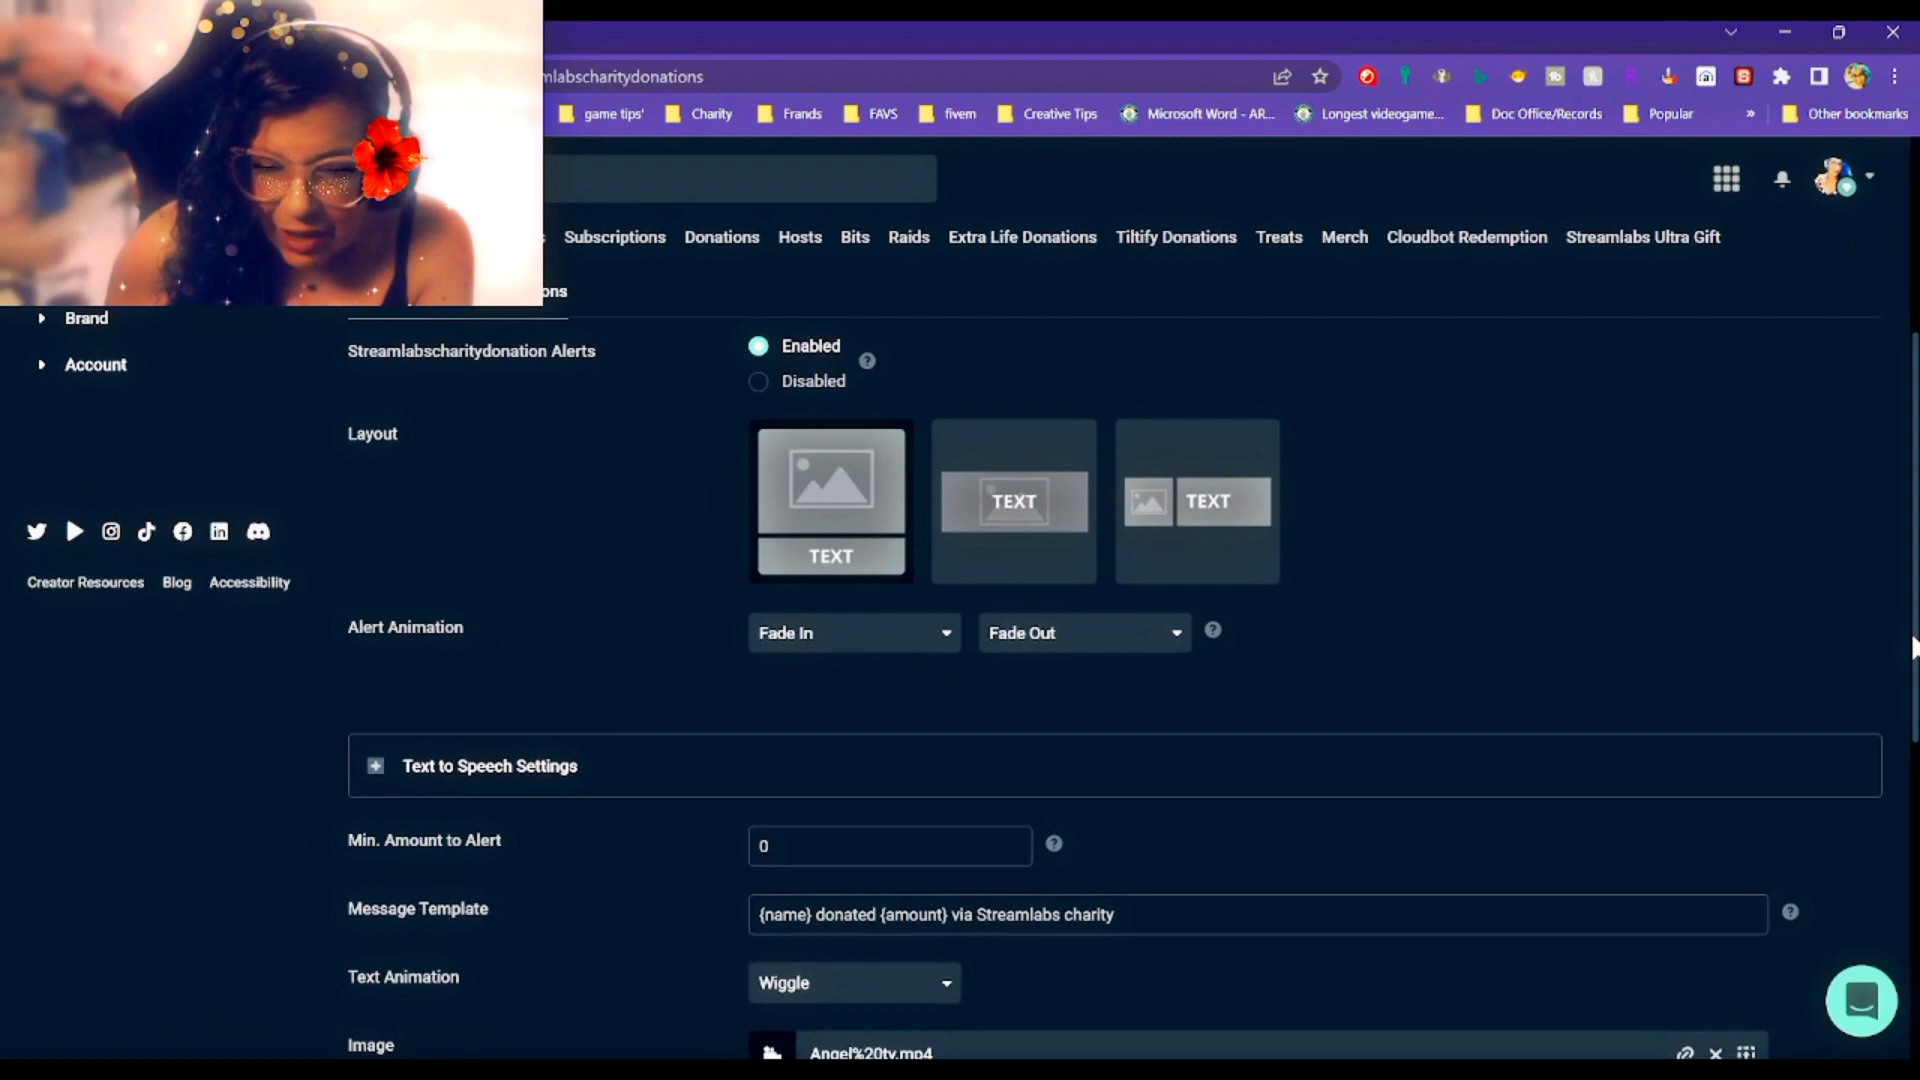 mlabscharitydonations
game tips' Charity Frands FAVS fivem Creative Tips Microsoft Word - AR... Longest videogame... Doc Office/Records Popular » Other bookmarks
Subscriptions Donations Hosts Bits Raids Extra Life Donations Tiltify Donations Treats Merch Cloudbot Redemption Streamlabs Ultra Gift
ons
Brand
Account
Streamlabscharitydonation Alerts
Enabled
Disabled
Layout
TEXT
TEXT
TEXT
Creator Resources Blog Accessibility
Alert Animation
Fade In Fade Out
Text to Speech Settings
Min. Amount to Alert
0
Message Template
{name} donated {amount} via Streamlabs charity
Text Animation
Wiggle
Image
Angel%20tv.mp4